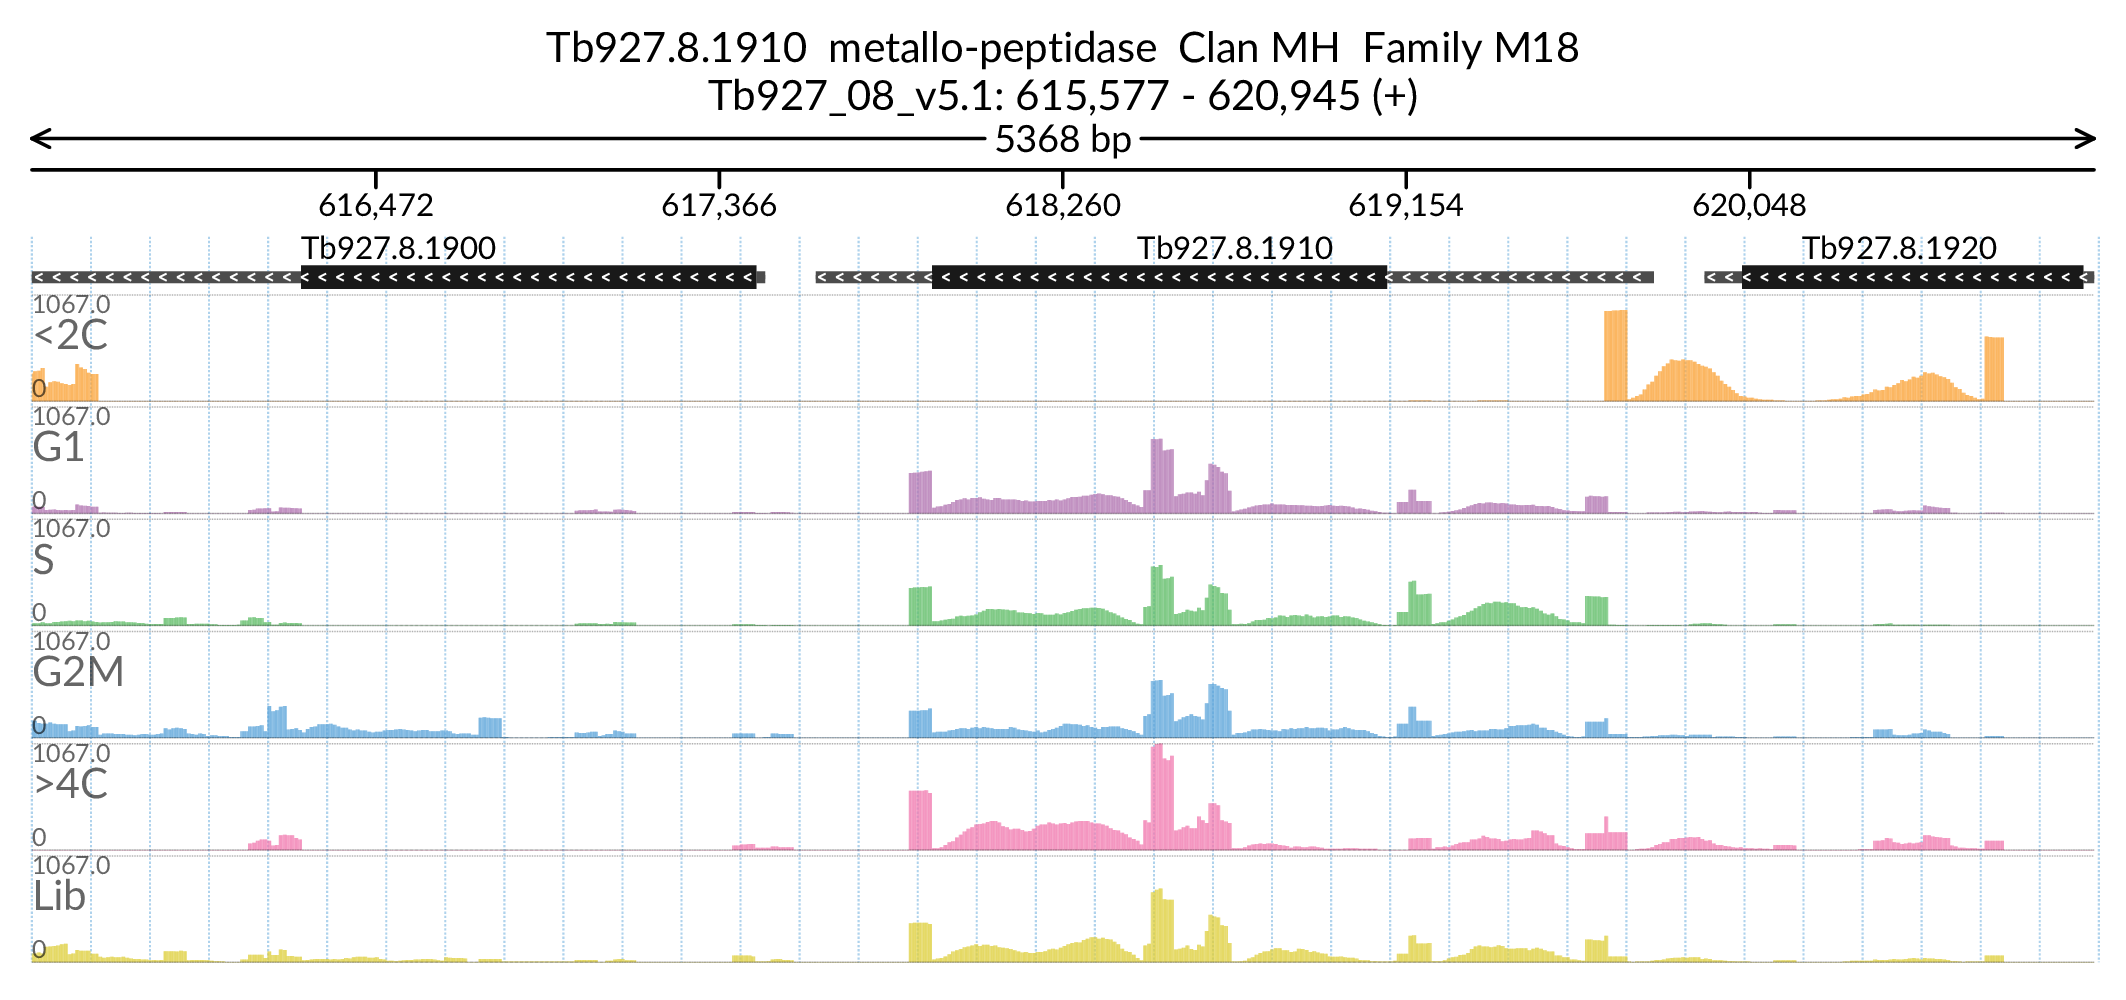 Tb927.8.1910 metallo-peptidase Clan MH Family M18
Tb927_08_v5.1: 615,577 - 620,945 (+)
5368 bp
616,472 617,366 618,260 619,154 620,048
Tb927.8.1900 Tb927.8.1910 Tb927.8.1920
1067.0
<2C
0
1067.0
G1
0
1067.0
S
0
1067.0
G2M
0
1067.0
>4C
0
1067.0
Lib
0